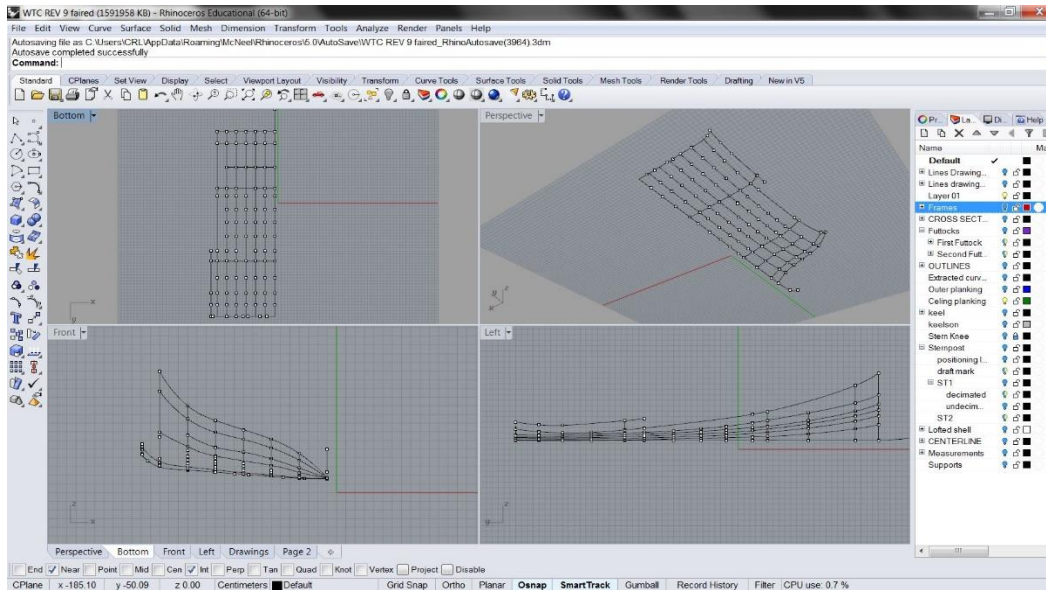 WTC REV 9 faired (1591958 KB) - Rhinoceros Educational (64-bit)
File Edit View Curve Surface Solid Mesh Dimension Transform Tools Analyze Render Panels Help
Autosaving file as C:\Users\CRL\AppData\Roaming\McNeel\Rhinoceros\5.0\AutoSave\WTC REV 9 faired_RhinoAutosave(3964).3dm
Autosave completed successfully
Command:
Standard CPlanes Set View Display Select Viewport Layout Visibility Transform Curve Tools Surface Tools Solid Tools Mesh Tools Render Tools Drafting New in V5
Bottom
Perspective
Front
Left
x
y
z
x
y
z
x
z
y
Pr... La... Di... Help
Name Ma
Default
Lines Drawing...
Lines drawing...
Layer 01
Frames
CROSS SECT...
Futtocks
First Futtock
Second Futt...
OUTLINES
Extracted curv...
Outer planking
Celing planking
keel
keelson
Stern Knee
Sternpost
positioning l...
draft mark
ST1
decimated
undecim...
ST2
Lofted shell
CENTERLINE
Measurements
Supports
Perspective Bottom Front Left Drawings Page 2
End Near Point Mid Cen Int Perp Tan Quad Knot Vertex Project Disable
CPlane x -185.10 y -50.09 z 0.00 Centimeters Default Grid Snap Ortho Planar Osnap SmartTrack Gumball Record History Filter CPU use: 0.7 %